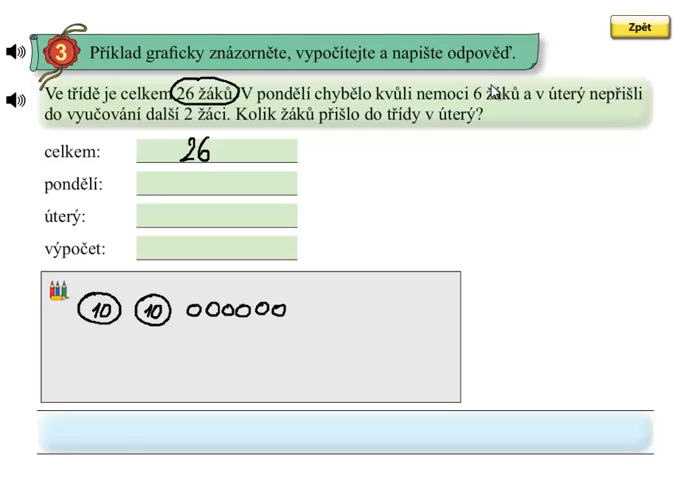 Zpět
3 Příklad graficky znázorněte, vypočítejte a napište odpověď.
Ve třídě je celkem 26 žáků. V pondělí chybělo kvůli nemoci 6 žáků a v úterý nepřišli
do vyučování další 2 žáci. Kolik žáků přišlo do třídy v úterý?
celkem: 26
pondělí:
úterý:
výpočet:
10 10